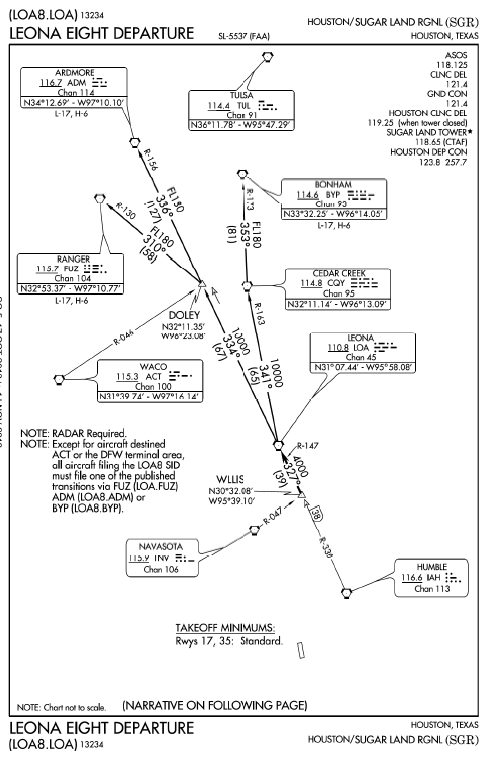 (LOA8.LOA) 13234
LEONA EIGHT DEPARTURE
SL-5537 (FAA)
HOUSTON/SUGAR LAND RGNL (SGR)
HOUSTON, TEXAS
ASOS
118.125
CLNC DEL
121.4
GND CON
121.4
HOUSTON CLNC DEL
119.25 (when tower closed)
SUGAR LAND TOWER★
118.65 (CTAF)
HOUSTON DEP CON
123.8 257.7
ARDMORE
116.7 ADM
Chan 114
N34°12.69' - W97°10.10'
L-17, H-6
TULSA
114.4 TUL
Chan 91
N36°11.78' - W95°47.29'
R-156
FL180
336°
(127)
R-130
FL180
310°
(58)
R-173
FL180
353°
(81)
BONHAM
114.6 BYP
Chan 93
N33°32.25' - W96°14.05'
L-17, H-6
RANGER
115.7 FUZ
Chan 104
N32°53.37' - W97°10.77'
L-17, H-6
CEDAR CREEK
114.8 CQY
Chan 95
N32°11.14' - W96°13.09'
DOLEY
N32°11.35'
W96°23.08'
R-163
R-046
10000
334°
(67)
10000
341°
(65)
LEONA
110.8 LOA
Chan 45
N31°07.44' - W95°58.08'
WACO
115.3 ACT
Chan 100
N31°39.74' - W97°16.14'
NOTE: RADAR Required.
NOTE: Except for aircraft destined
ACT or the DFW terminal area,
all aircraft filing the LOA8 SID
must file one of the published
transitions via FUZ (LOA.FUZ)
ADM (LOA8.ADM) or
BYP (LOA8.BYP).
R-147
4000
327°
(39)
WLLIS
N30°32.08'
W95°39.10'
R-047
(38)
R-336
NAVASOTA
115.9 INV
Chan 106
HUMBLE
116.6 IAH
Chan 113
TAKEOFF MINIMUMS:
Rwys 17, 35: Standard.
NOTE: Chart not to scale.
(NARRATIVE ON FOLLOWING PAGE)
LEONA EIGHT DEPARTURE
(LOA8.LOA) 13234
HOUSTON, TEXAS
HOUSTON/SUGAR LAND RGNL (SGR)